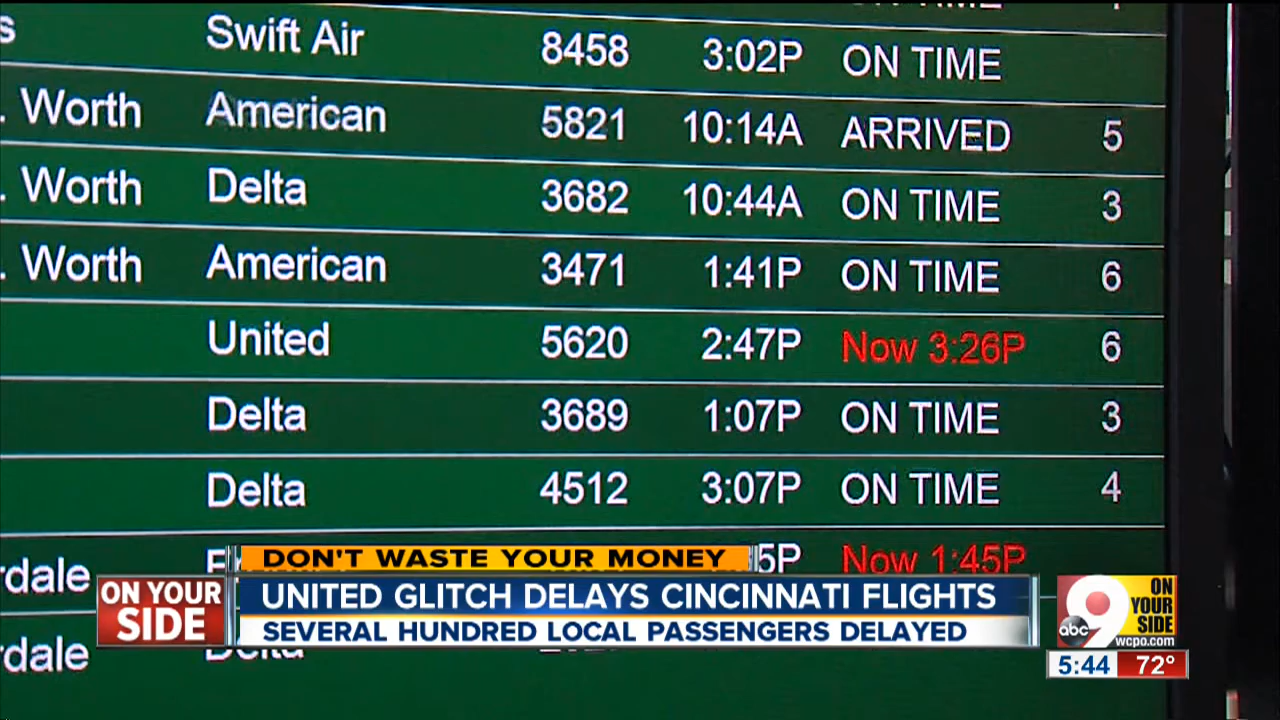 s Swift Air 8458 3:02P ON TIME
. Worth American 5821 10:14A ARRIVED 5
. Worth Delta 3682 10:44A ON TIME 3
. Worth American 3471 1:41P ON TIME 6
United 5620 2:47P Now 3:26P 6
Delta 3689 1:07P ON TIME 3
Delta 4512 3:07P ON TIME 4
rdale 5P Now 1:45P
DON'T WASTE YOUR MONEY
ON YOUR
SIDE
UNITED GLITCH DELAYS CINCINNATI FLIGHTS
SEVERAL HUNDRED LOCAL PASSENGERS DELAYED
abc 9 ON
YOUR
SIDE
wcpo.com
rdale Delta
5:44 72°